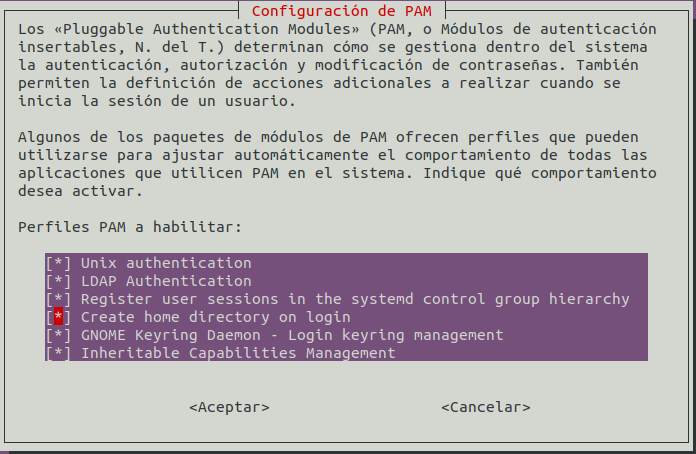 Configuración de PAM
Los «Pluggable Authentication Modules» (PAM, o Módulos de autenticación
insertables, N. del T.) determinan cómo se gestiona dentro del sistema
la autenticación, autorización y modificación de contraseñas. También
permiten la definición de acciones adicionales a realizar cuando se
inicia la sesión de un usuario.
Algunos de los paquetes de módulos de PAM ofrecen perfiles que pueden
utilizarse para ajustar automáticamente el comportamiento de todas las
aplicaciones que utilicen PAM en el sistema. Indique qué comportamiento
desea activar.
Perfiles PAM a habilitar:
[*] Unix authentication
[*] LDAP Authentication
[*] Register user sessions in the systemd control group hierarchy
[*] Create home directory on login
[*] GNOME Keyring Daemon - Login keyring management
[*] Inheritable Capabilities Management
<Aceptar> <Cancelar>